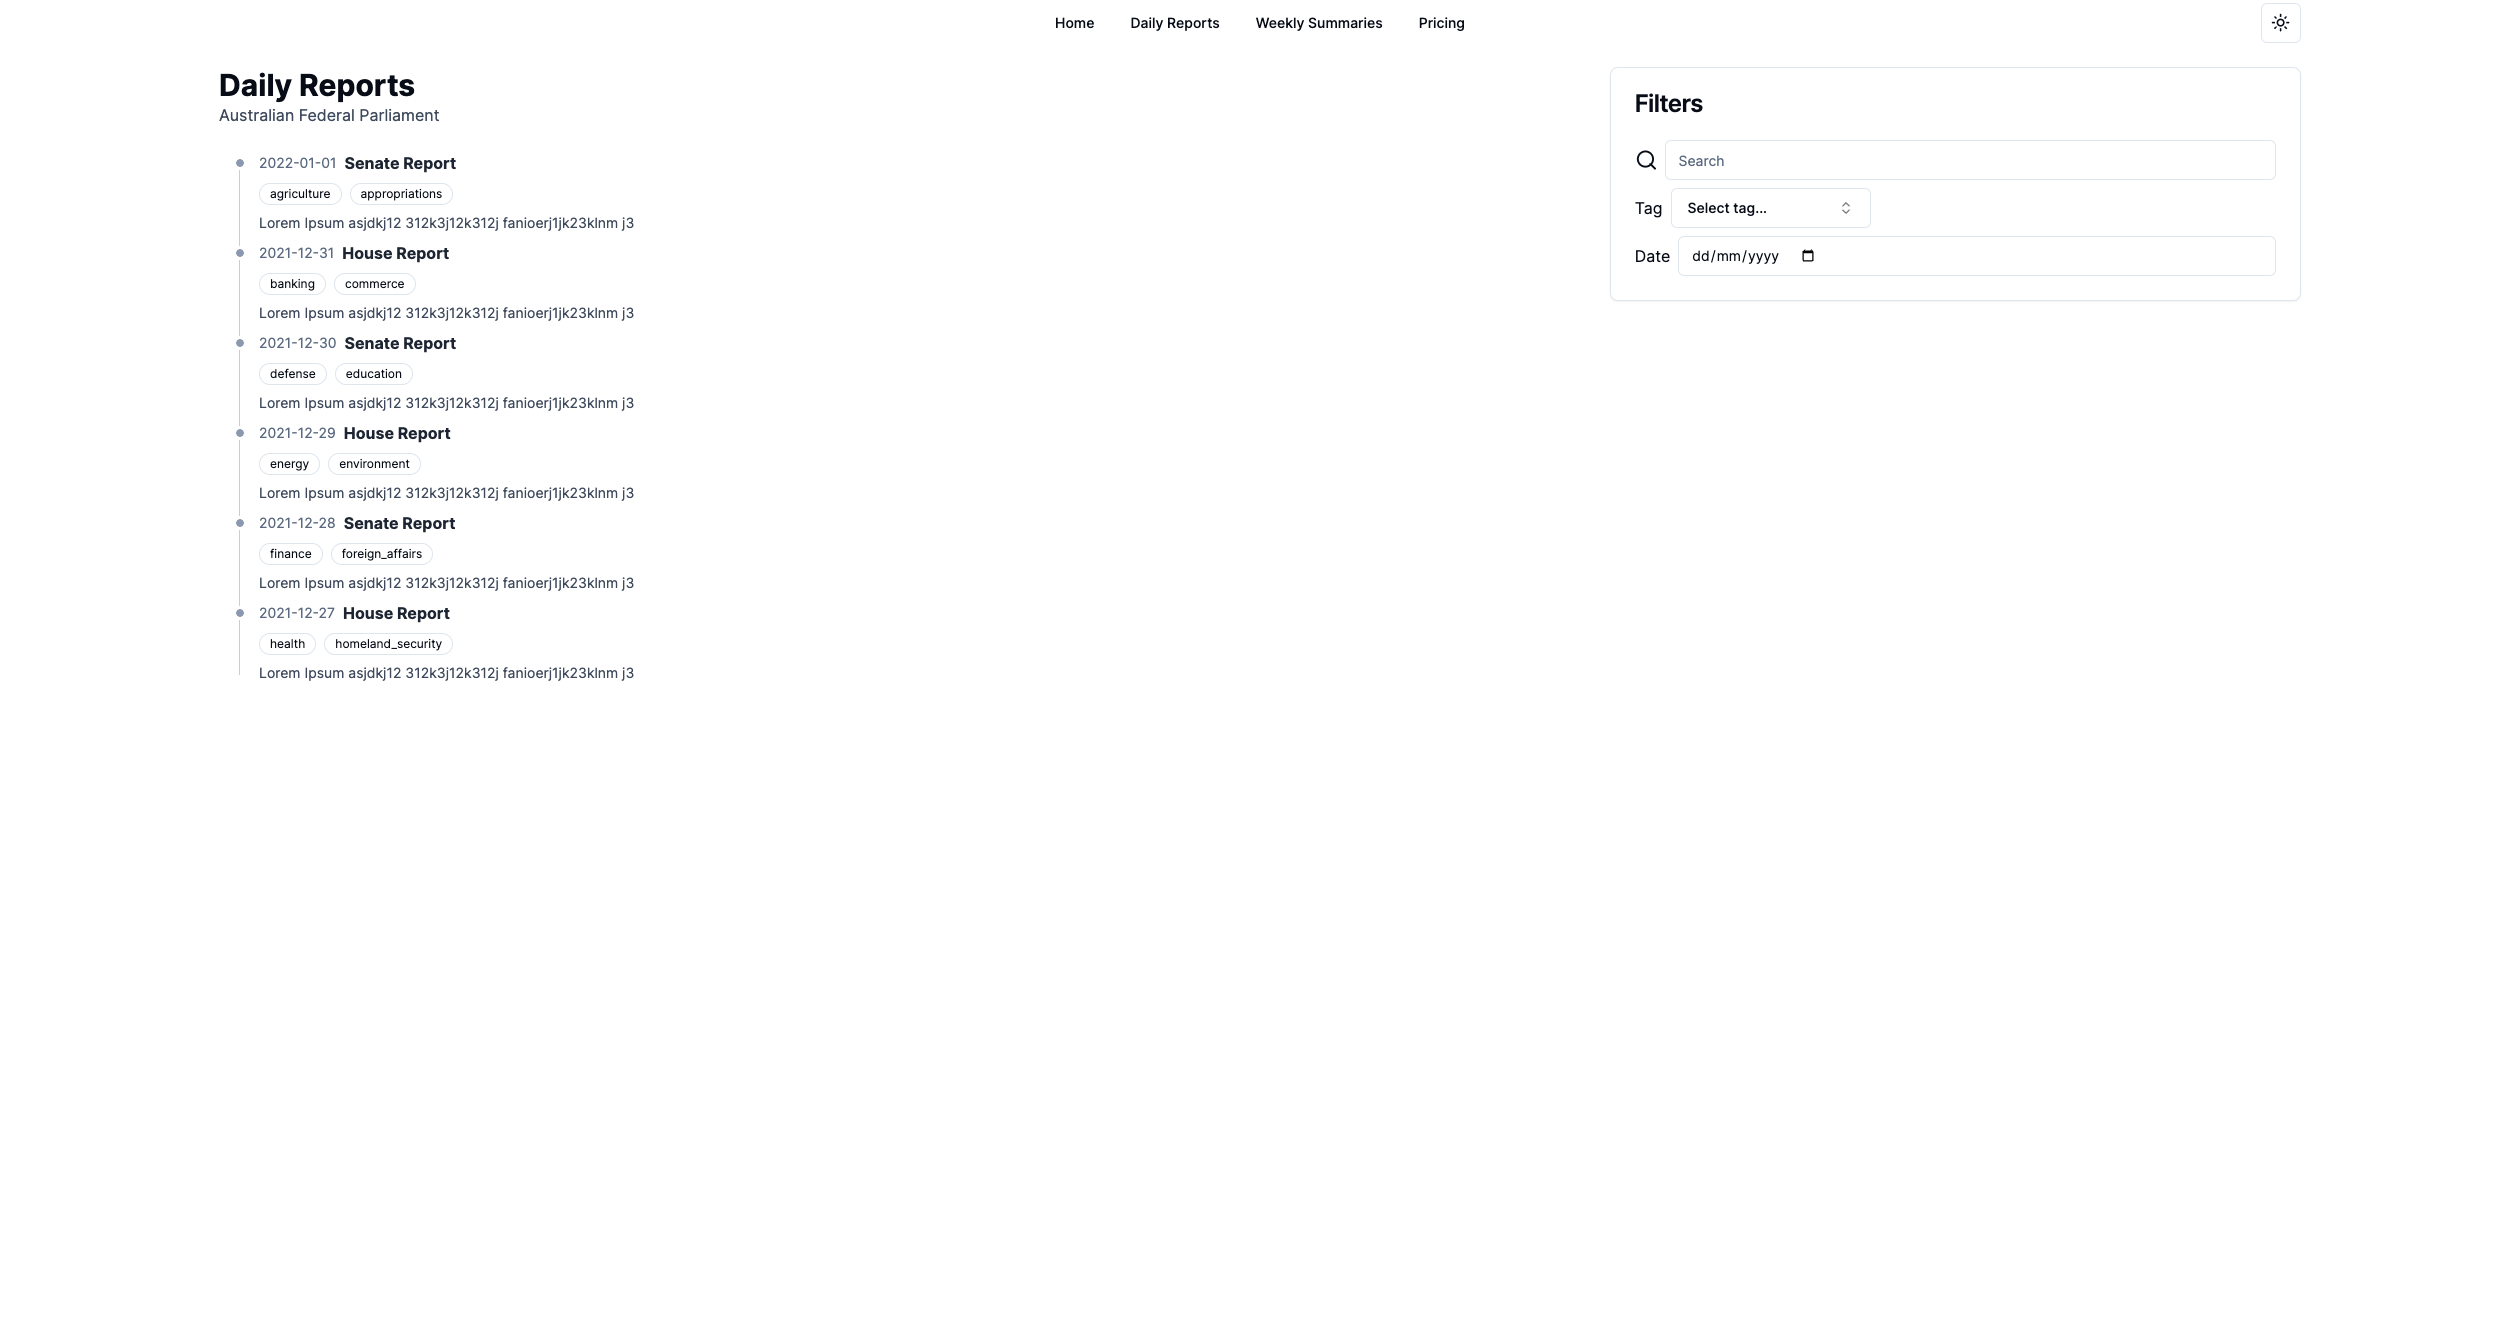 Home Daily Reports Weekly Summaries Pricing
Daily Reports
Australian Federal Parliament
2022-01-01 Senate Report
agriculture appropriations
Lorem Ipsum asjdkj12 312k3j12k312j fanioerj1jk23klnm j3
2021-12-31 House Report
banking commerce
Lorem Ipsum asjdkj12 312k3j12k312j fanioerj1jk23klnm j3
2021-12-30 Senate Report
defense education
Lorem Ipsum asjdkj12 312k3j12k312j fanioerj1jk23klnm j3
2021-12-29 House Report
energy environment
Lorem Ipsum asjdkj12 312k3j12k312j fanioerj1jk23klnm j3
2021-12-28 Senate Report
finance foreign_affairs
Lorem Ipsum asjdkj12 312k3j12k312j fanioerj1jk23klnm j3
2021-12-27 House Report
health homeland_security
Lorem Ipsum asjdkj12 312k3j12k312j fanioerj1jk23klnm j3
Filters
Search
Tag Select tag...
Date dd/mm/yyyy